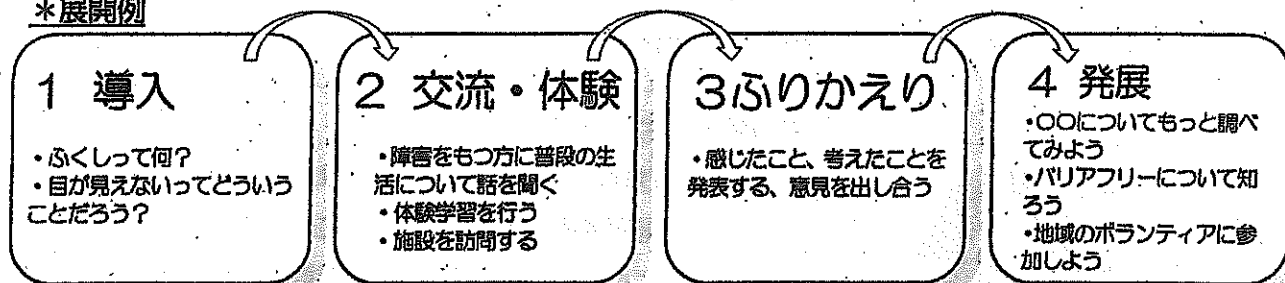 *展開例
1 導入
・ふくしって何?
・目が見えないってどういう
ことだろう?
2 交流・体験
・障害をもつ方に普段の生
活について話を聞く
・体験学習を行う
・施設を訪問する
3ふりかえり
・感じたこと、考えたことを
発表する、意見を出し合う
4 発展
・〇〇についてもっと調べ
てみよう
・バリアフリーについて知
ろう
・地域のボランティアに参
加しよう